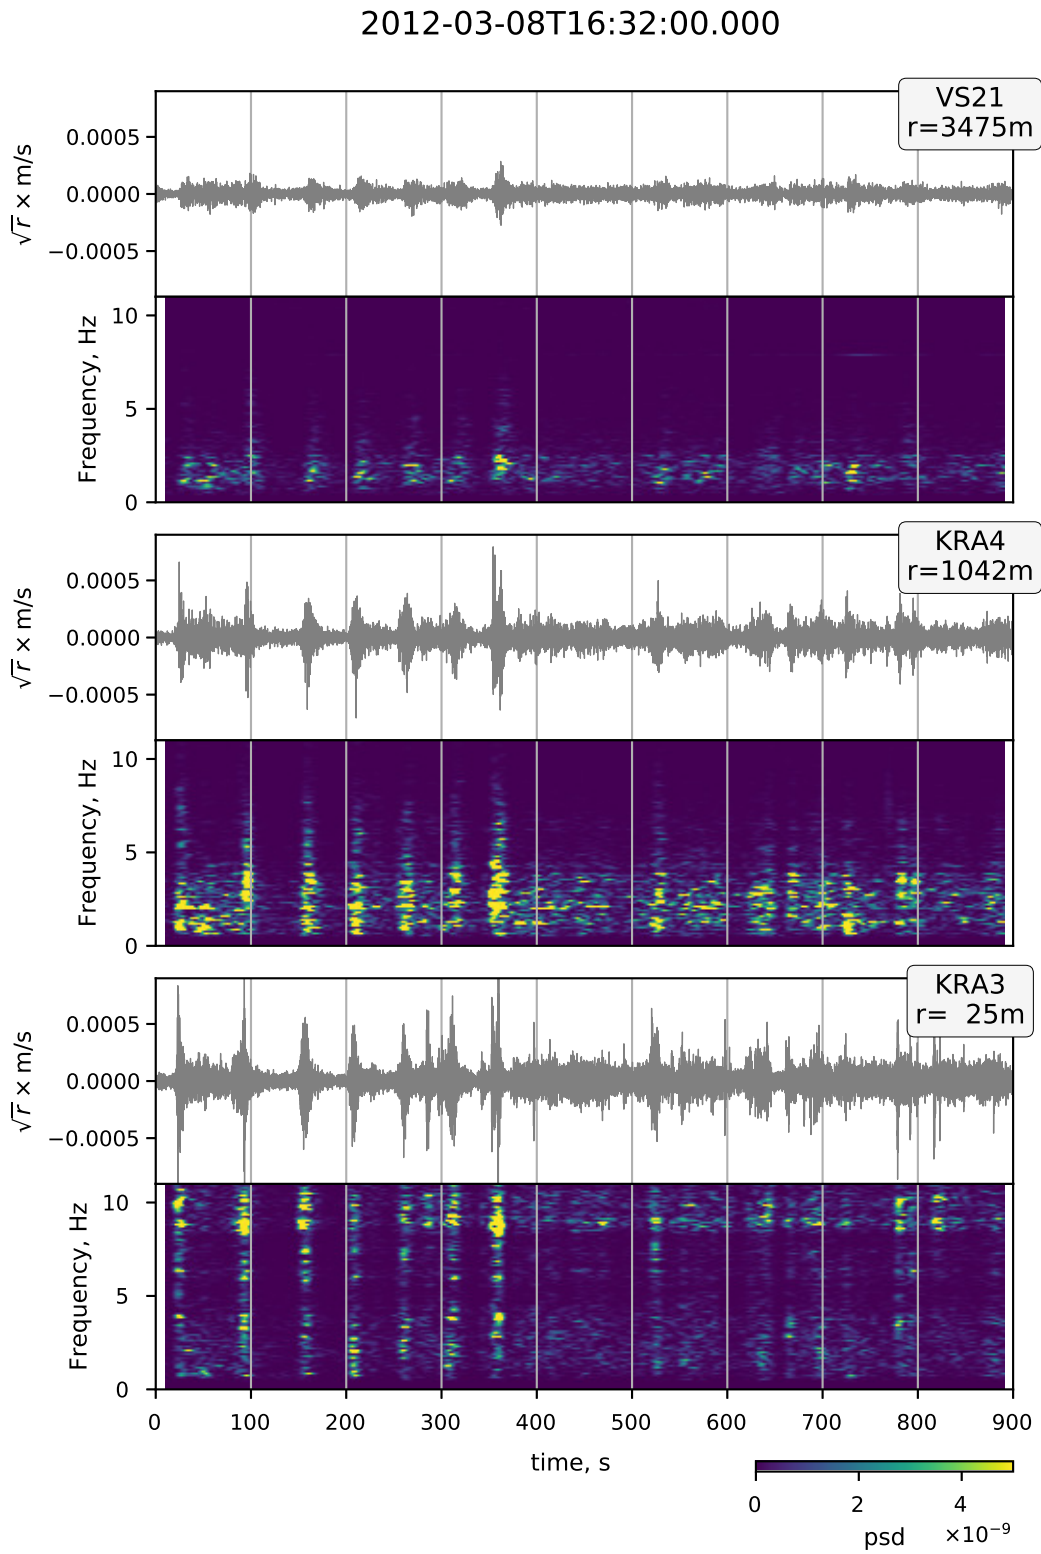 2012-03-08T16:32:00.000
VS21
r=3475m
√r × m/s
0.0005
0.0000
−0.0005
Frequency, Hz
10
5
0
KRA4
r=1042m
√r × m/s
0.0005
0.0000
−0.0005
Frequency, Hz
10
5
0
KRA3
r= 25m
√r × m/s
0.0005
0.0000
−0.0005
Frequency, Hz
10
5
0
0 100 200 300 400 500 600 700 800 900
time, s
0 2 4
psd ×10⁻⁹